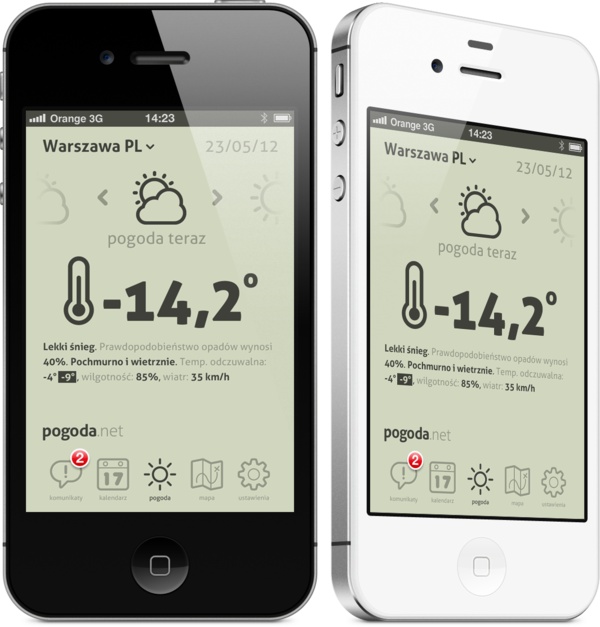 Orange 3G 14:23
Warszawa PL 23/05/12
pogoda teraz
-14,2°
Lekki śnieg. Prawdopodobieństwo opadów wynosi
40%. Pochmurno i wietrznie. Temp. odczuwalna:
-4° -9°, wilgotność: 85%, wiatr: 35 km/h
pogoda.net
2
17
komunikaty kalendarz pogoda mapa ustawienia
Orange 3G 14:23
Warszawa PL 23/05/12
pogoda teraz
-14,2°
Lekki śnieg. Prawdopodobieństwo opadów wynosi
40%. Pochmurno i wietrznie. Temp. odczuwalna:
-4° -9°, wilgotność: 85%, wiatr: 35 km/h
pogoda.net
2
17
komunikaty kalendarz pogoda mapa ustawienia